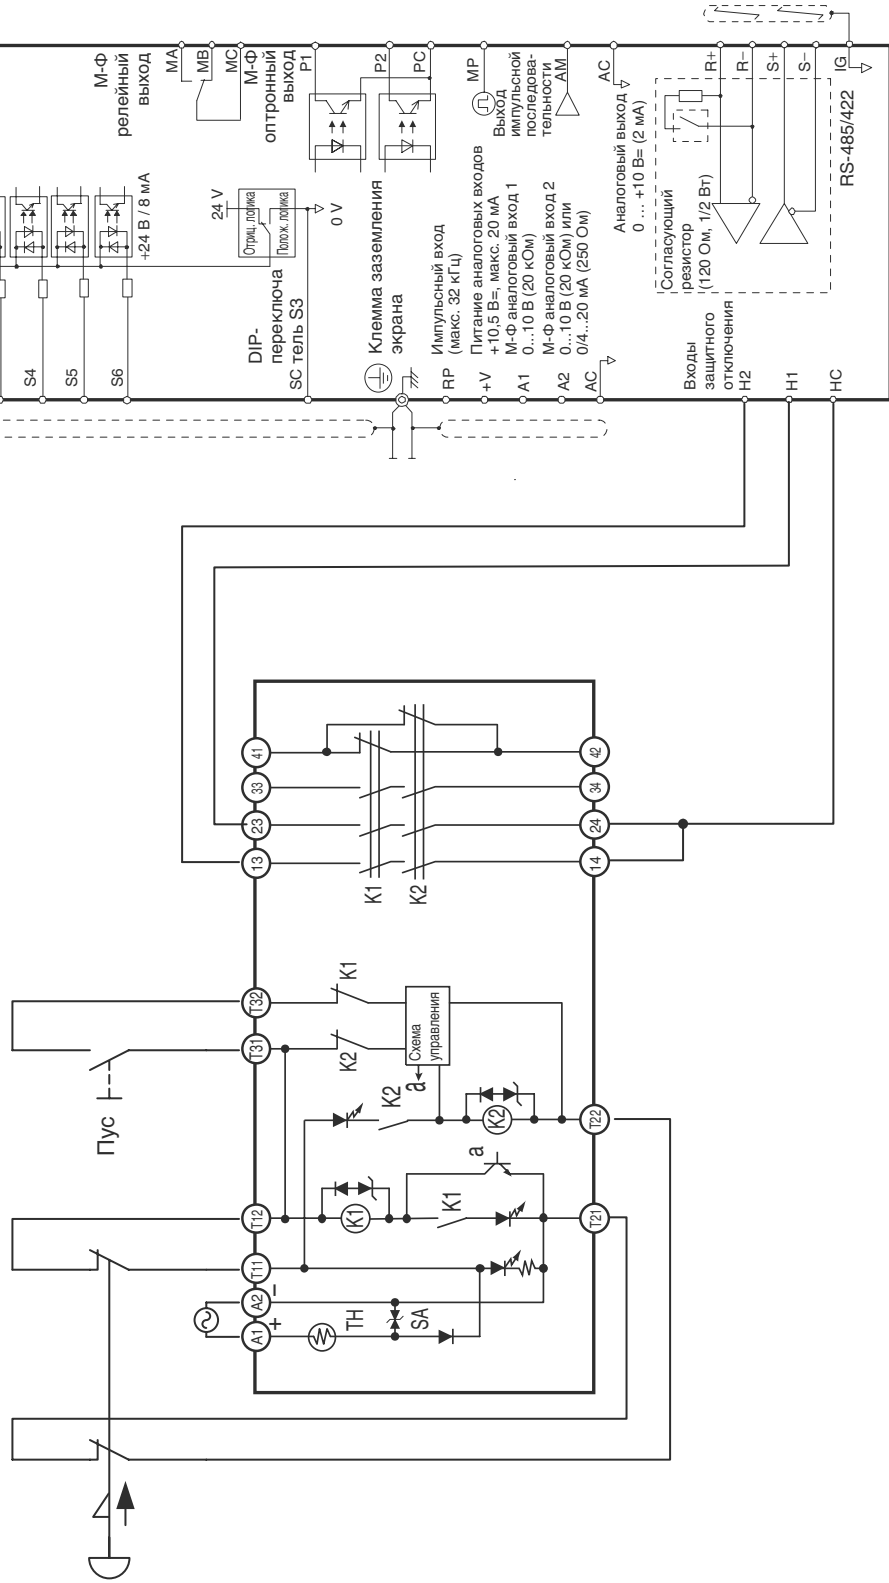 М-Ф
релейный
выход
MA
MB
MC
М-Ф
оптронный
выход
P1
P2
PC
MP
Выход
импульсной
последова-
тельности
AM
AC
Аналоговый выход
0 … +10 В= (2 мА)
R+
R−
S+
S−
IG
RS-485/422
Согласующий
резистор
(120 Ом, 1/2 Вт)
+24 В / 8 мА
24 V
Отриц. логика
Полож. логика
0 V
DIP-
переключа
тель S3
SC
S4
S5
S6
Клемма заземления
экрана
RP
Импульсный вход
(макс. 32 кГц)
+V
Питание аналоговых входов
+10,5 В=, макс. 20 мА
A1
М-Ф аналоговый вход 1
0...10 В (20 кОм)
A2
М-Ф аналоговый вход 2
0...10 В (20 кОм) или
0/4...20 мА (250 Ом)
AC
Входы
защитного
отключения
H2
H1
HC
41
33
23
13
42
34
24
14
K1
K2
T32
T31
K1
K2
Схема
управления
a
K2
K2
T22
Пус
T12
T11
A2
A1
−
+
K1
K1
a
T21
TH
SA